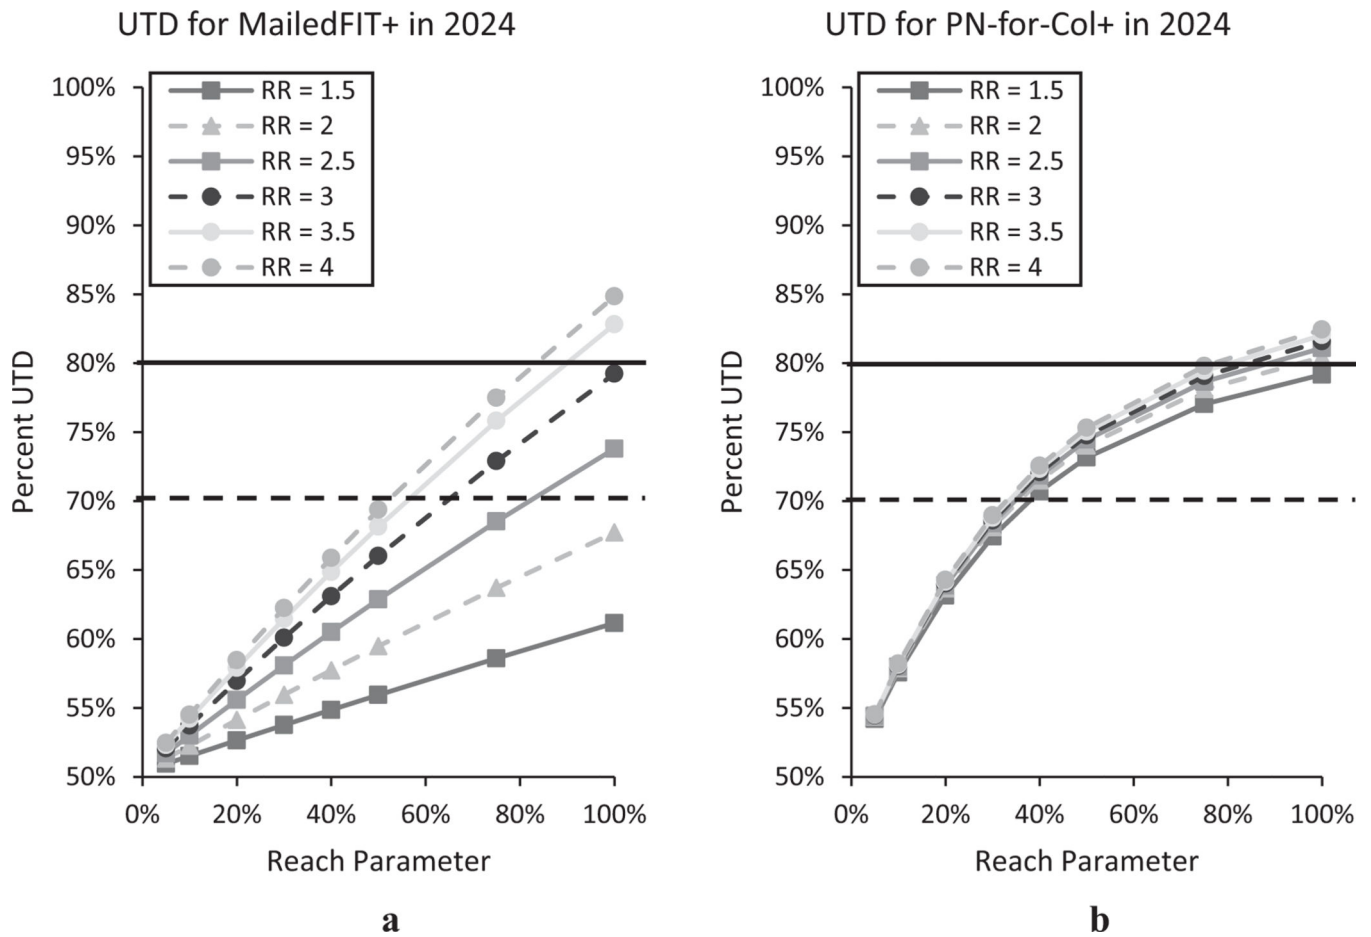 UTD for MailedFIT+ in 2024
100%
95%
90%
85%
80%
75%
70%
65%
60%
55%
50%
Percent UTD
RR = 1.5
RR = 2
RR = 2.5
RR = 3
RR = 3.5
RR = 4
0%
20%
40%
60%
80%
100%
Reach Parameter
a
UTD for PN-for-Col+ in 2024
100%
95%
90%
85%
80%
75%
70%
65%
60%
55%
50%
Percent UTD
RR = 1.5
RR = 2
RR = 2.5
RR = 3
RR = 3.5
RR = 4
0%
20%
40%
60%
80%
100%
Reach Parameter
b